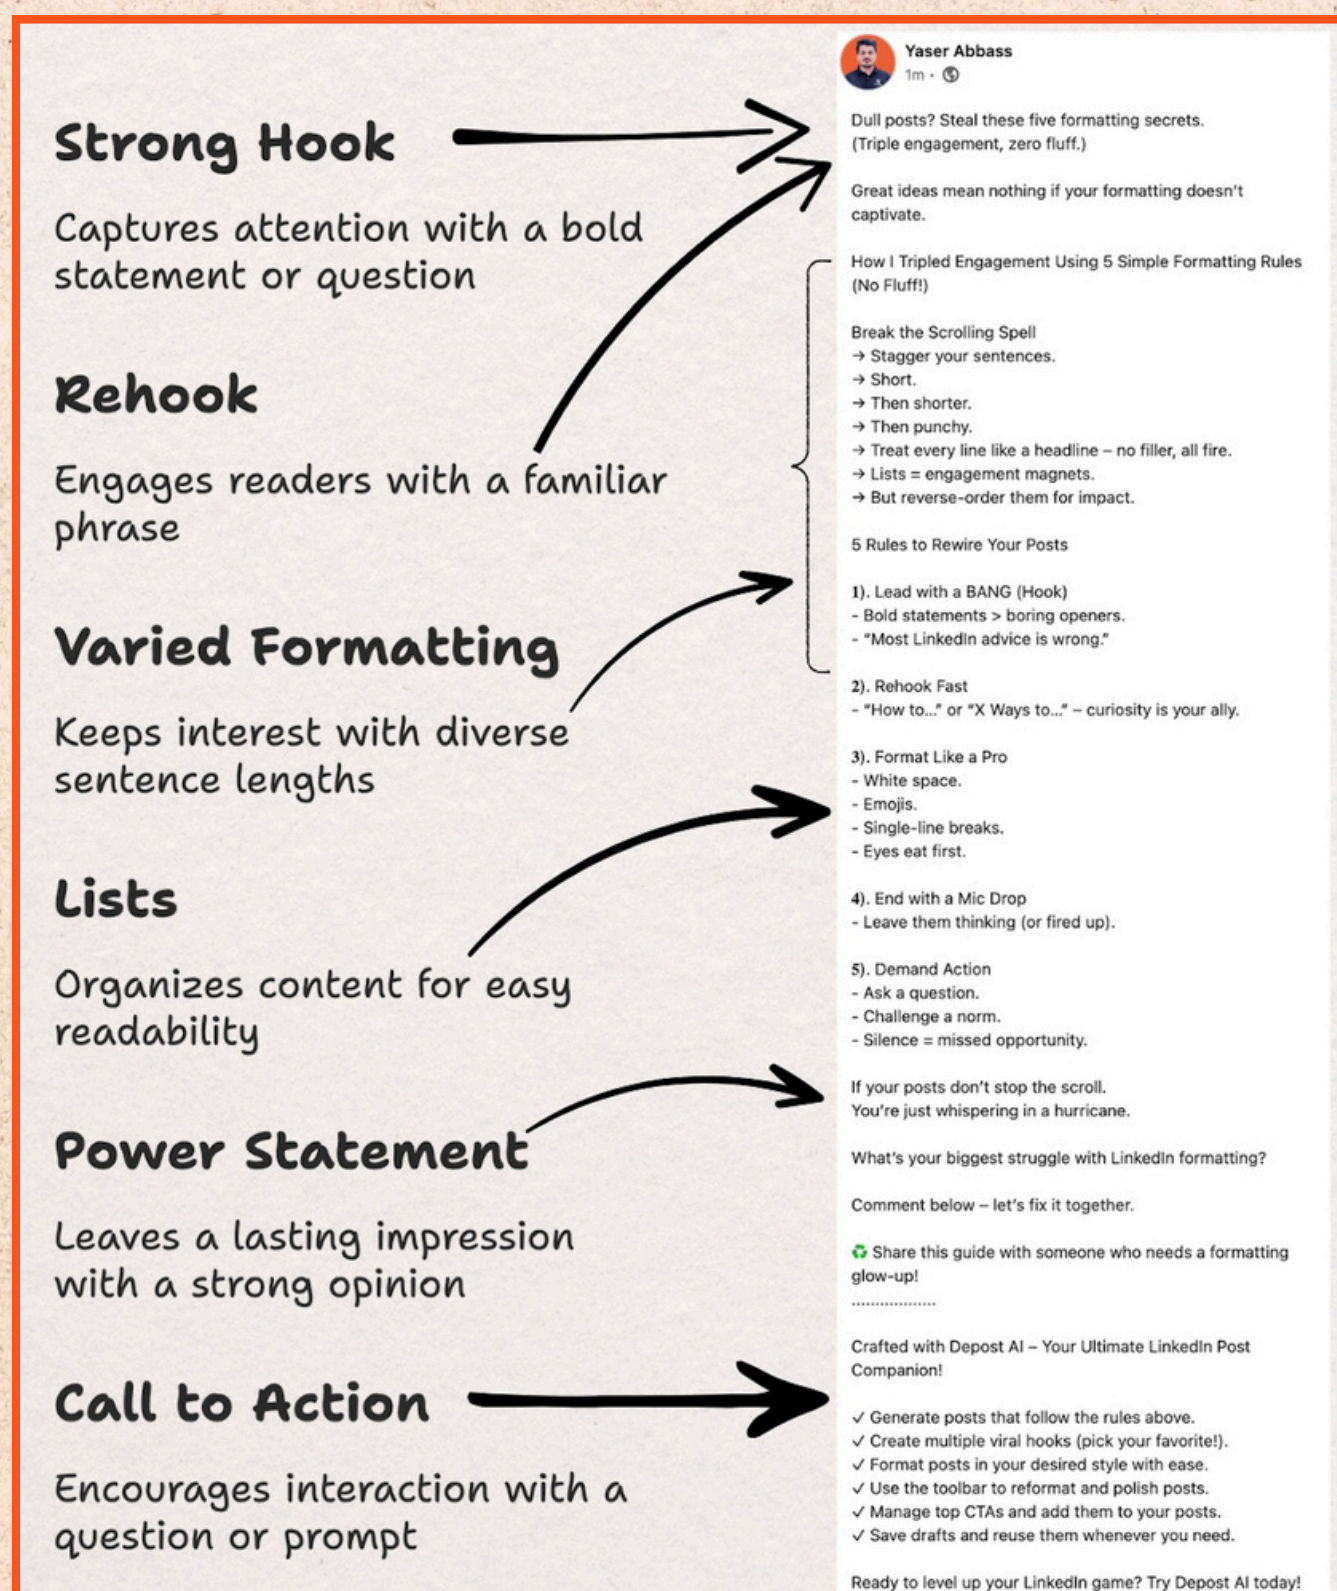 Strong Hook
Captures attention with a bold
statement or question
Rehook
Engages readers with a familiar
phrase
Varied Formatting
Keeps interest with diverse
sentence lengths
Lists
Organizes content for easy
readability
Power Statement
Leaves a lasting impression
with a strong opinion
Call to Action
Encourages interaction with a
question or prompt
Yaser Abbass
1m •
Dull posts? Steal these five formatting secrets.
(Triple engagement, zero fluff.)
Great ideas mean nothing if your formatting doesn't
captivate.
How I Tripled Engagement Using 5 Simple Formatting Rules
(No Fluff!)
Break the Scrolling Spell
→ Stagger your sentences.
→ Short.
→ Then shorter.
→ Then punchy.
→ Treat every line like a headline – no filler, all fire.
→ Lists = engagement magnets.
→ But reverse-order them for impact.
5 Rules to Rewire Your Posts
1). Lead with a BANG (Hook)
- Bold statements > boring openers.
- “Most LinkedIn advice is wrong.”
2). Rehook Fast
- “How to...” or “X Ways to...” – curiosity is your ally.
3). Format Like a Pro
- White space.
- Emojis.
- Single-line breaks.
- Eyes eat first.
4). End with a Mic Drop
- Leave them thinking (or fired up).
5). Demand Action
- Ask a question.
- Challenge a norm.
- Silence = missed opportunity.
If your posts don't stop the scroll.
You're just whispering in a hurricane.
What's your biggest struggle with LinkedIn formatting?
Comment below – let's fix it together.
♻️ Share this guide with someone who needs a formatting
glow-up!
..................
Crafted with Depost AI – Your Ultimate LinkedIn Post
Companion!
✓ Generate posts that follow the rules above.
✓ Create multiple viral hooks (pick your favorite!).
✓ Format posts in your desired style with ease.
✓ Use the toolbar to reformat and polish posts.
✓ Manage top CTAs and add them to your posts.
✓ Save drafts and reuse them whenever you need.
Ready to level up your LinkedIn game? Try Depost AI today!